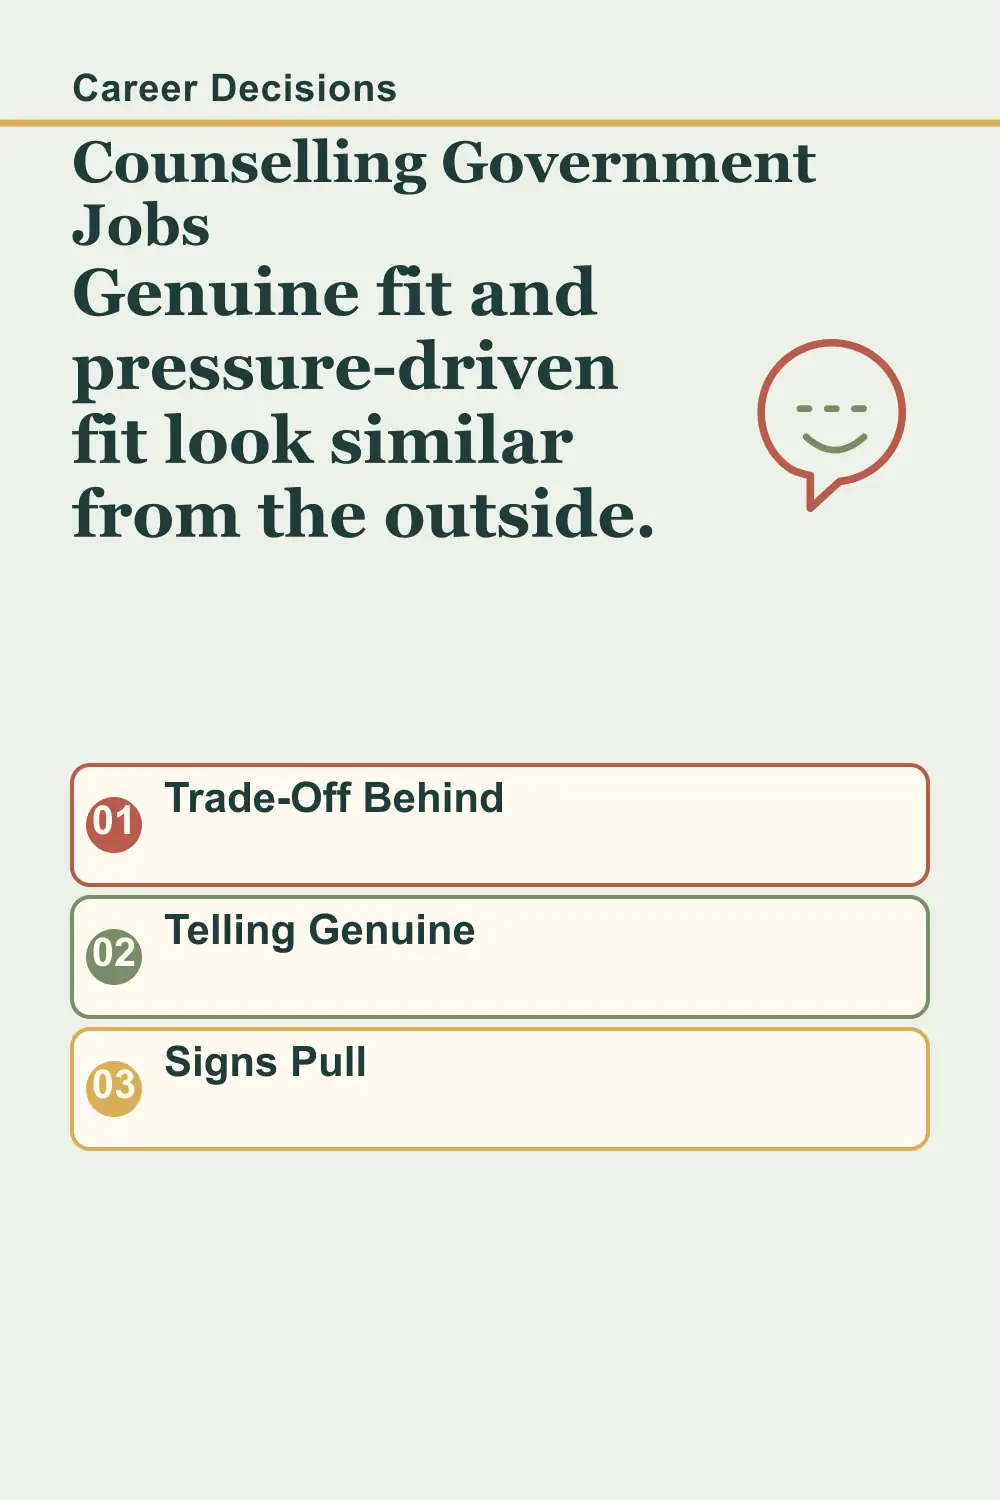 Career Decisions
Counselling Government
Jobs
Genuine fit and
pressure-driven
fit look similar
from the outside.
01
Trade-Off Behind
02
Telling Genuine
03
Signs Pull